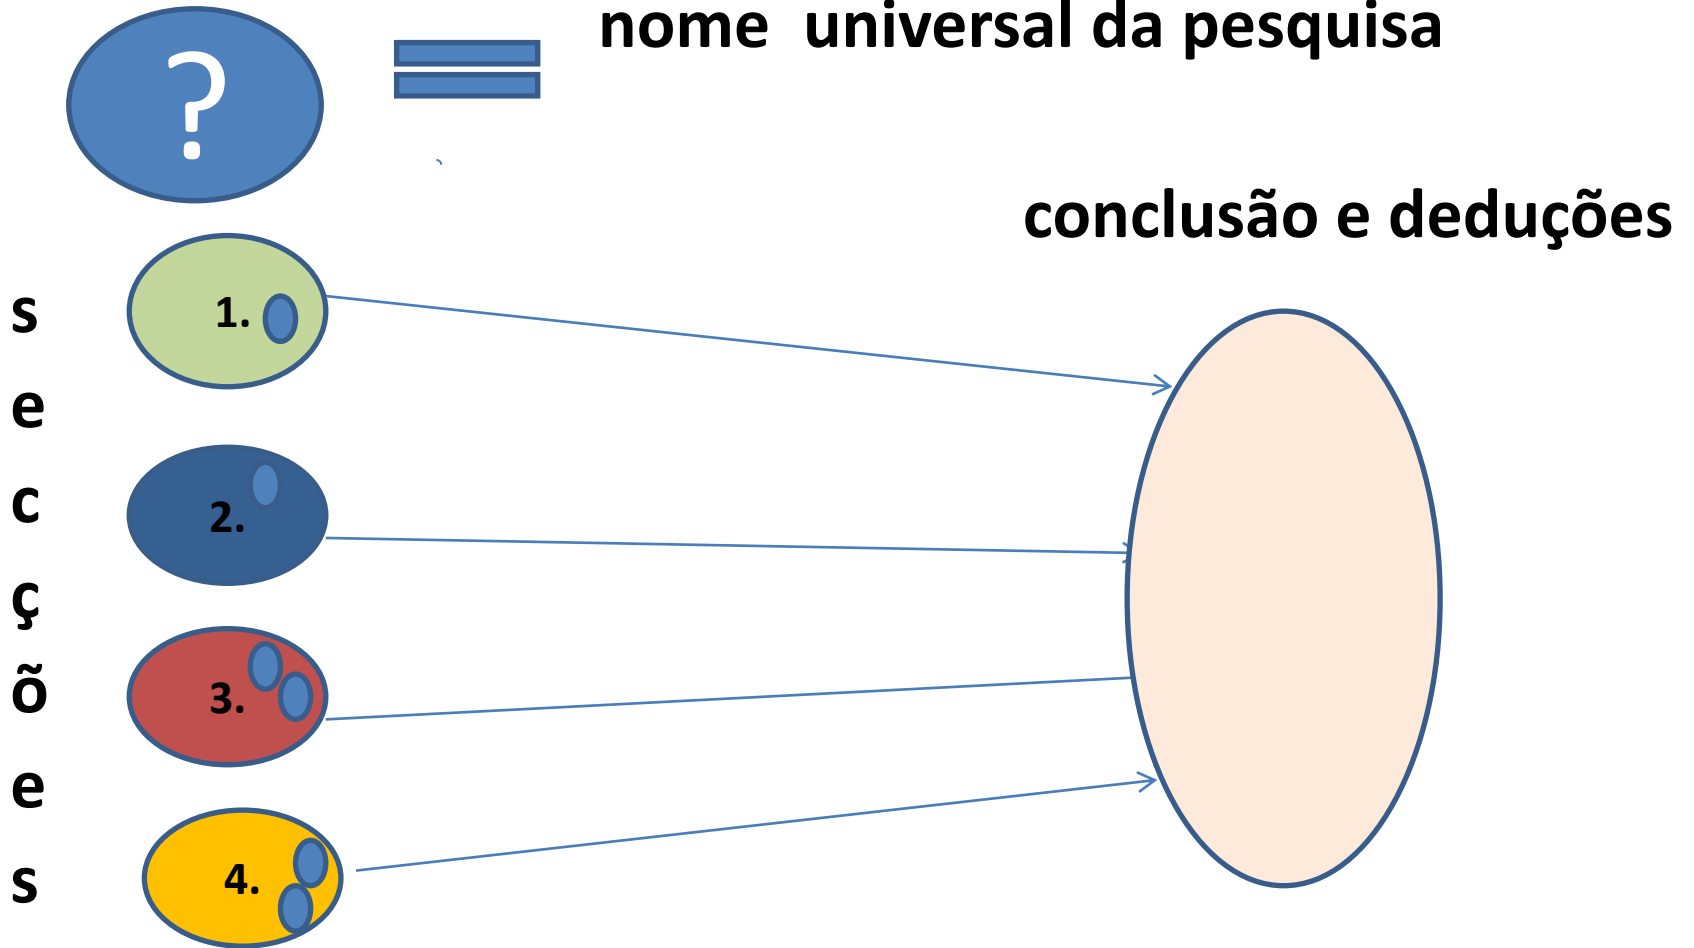 nome  universal da pesquisa
?
conclusão e deduções
s
e
c
ç
õ
e
s
1.
2.
3.
4.